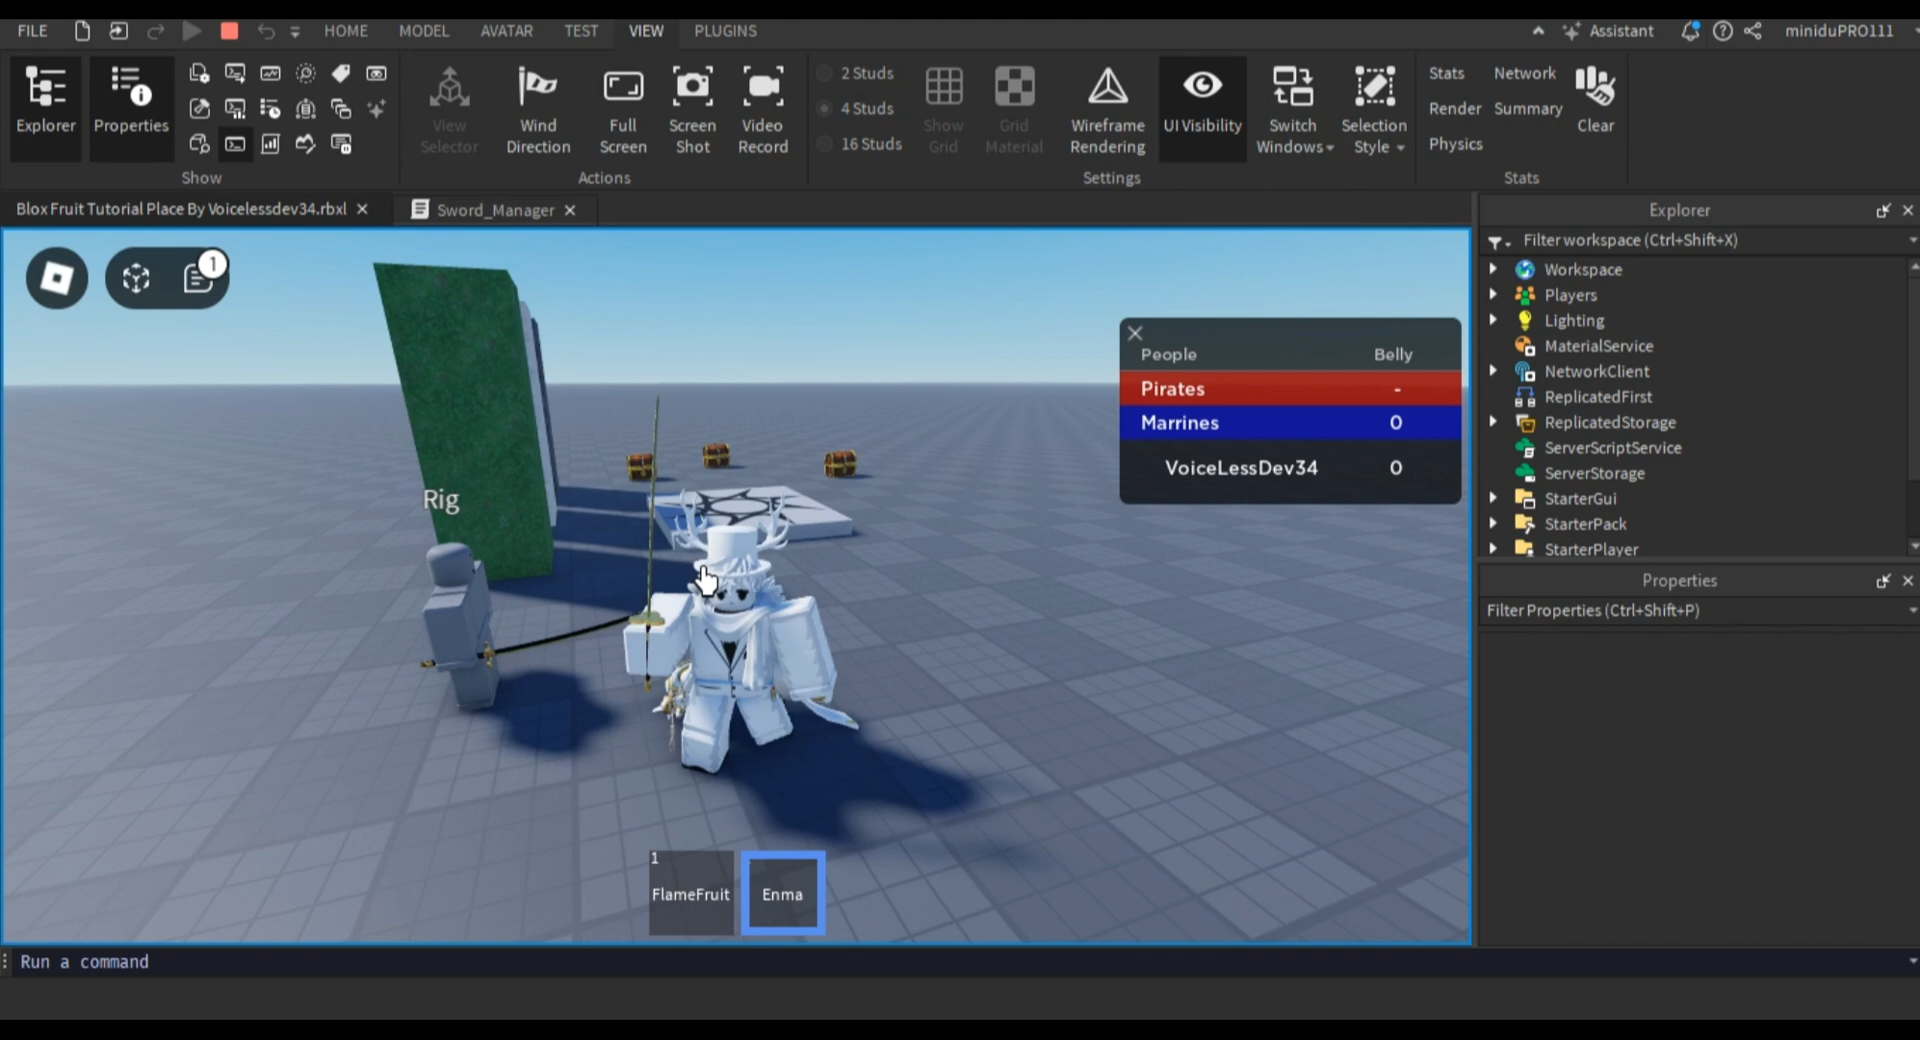 FILE HOME MODEL AVATAR TEST VIEW PLUGINS Assistant miniduPRO111
Explorer
Properties
Show
View
Selector
Wind
Direction
Full
Screen
Screen
Shot
Video
Record
Actions
2 Studs
4 Studs
16 Studs
Show
Grid
Grid
Material
Wireframe
Rendering
UI Visibility
Switch
Windows
Selection
Style
Settings
Stats Network
Render Summary
Physics
Clear
Stats
Blox Fruit Tutorial Place By Voicelessdev34.rbxl
Sword_Manager
1
Rig
People Belly
Pirates -
Marrines 0
VoiceLessDev34 0
1
FlameFruit
Enma
Explorer
Filter workspace (Ctrl+Shift+X)
Workspace
Players
Lighting
MaterialService
NetworkClient
ReplicatedFirst
ReplicatedStorage
ServerScriptService
ServerStorage
StarterGui
StarterPack
StarterPlayer
Properties
Filter Properties (Ctrl+Shift+P)
Run a command